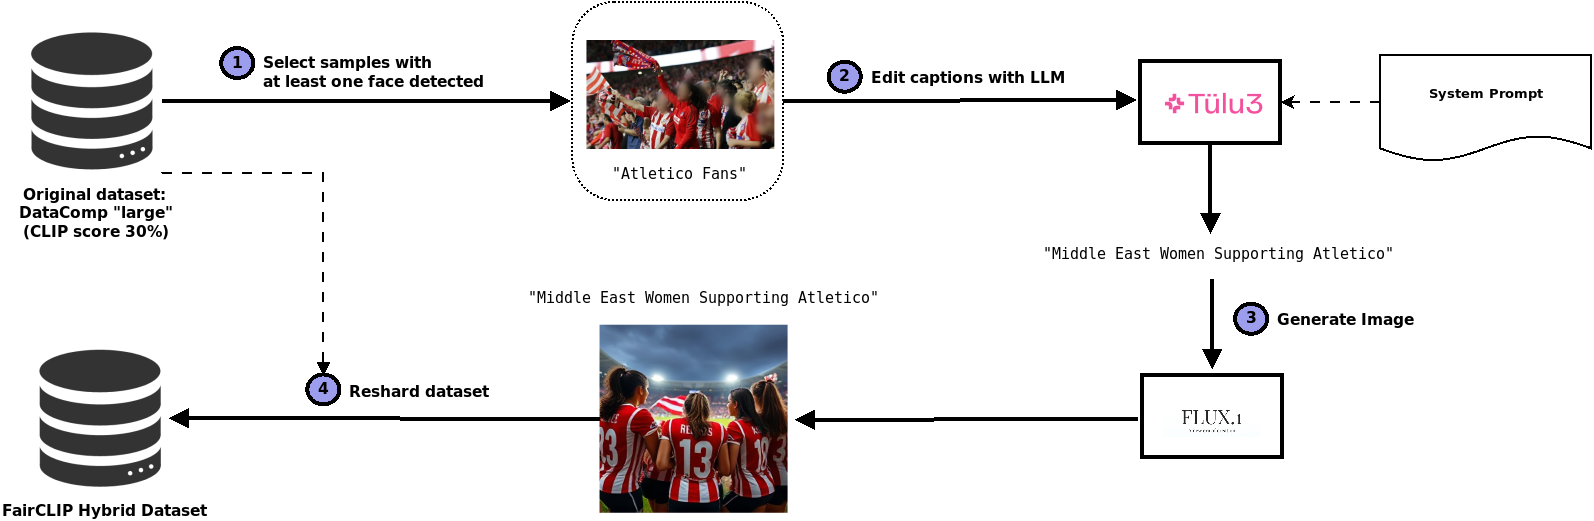 1
Select samples with
at least one face detected
2
Edit captions with LLM
Tülu3
System Prompt
"Atletico Fans"
Original dataset:
DataComp "large"
(CLIP score 30%)
"Middle East Women Supporting Atletico"
3
Generate Image
FLUX.1
"Middle East Women Supporting Atletico"
13
4
Reshard dataset
FairCLIP Hybrid Dataset